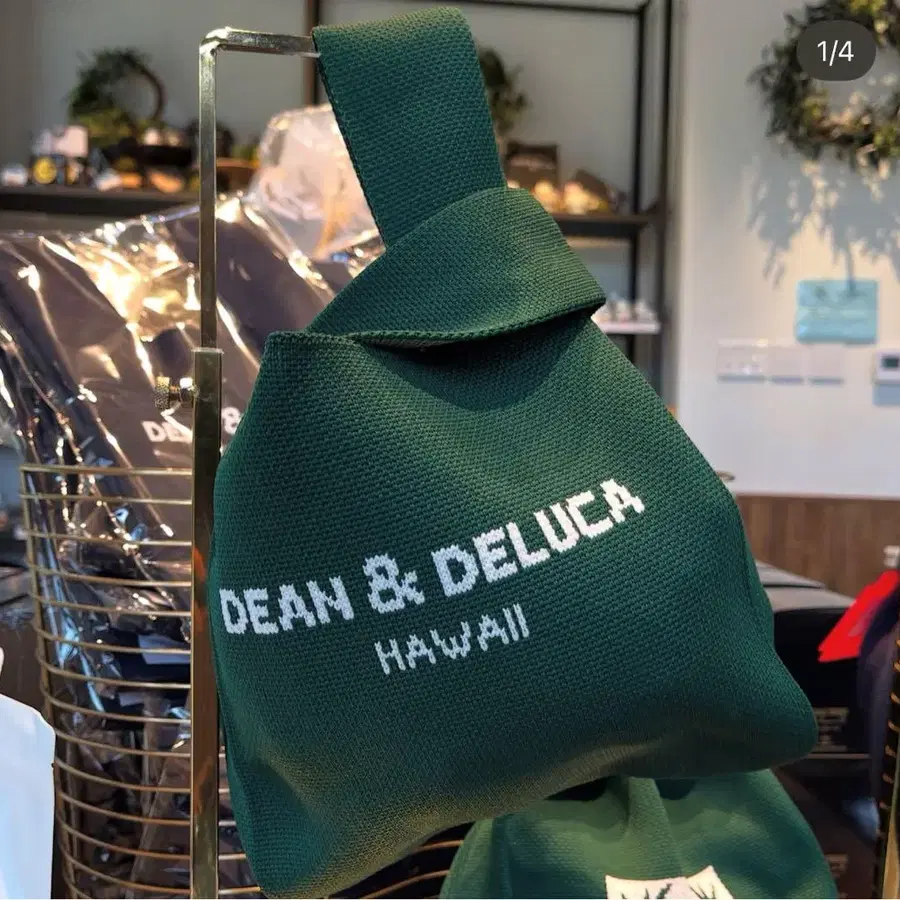 1/4
DEAN & DELUCA
HAWAII